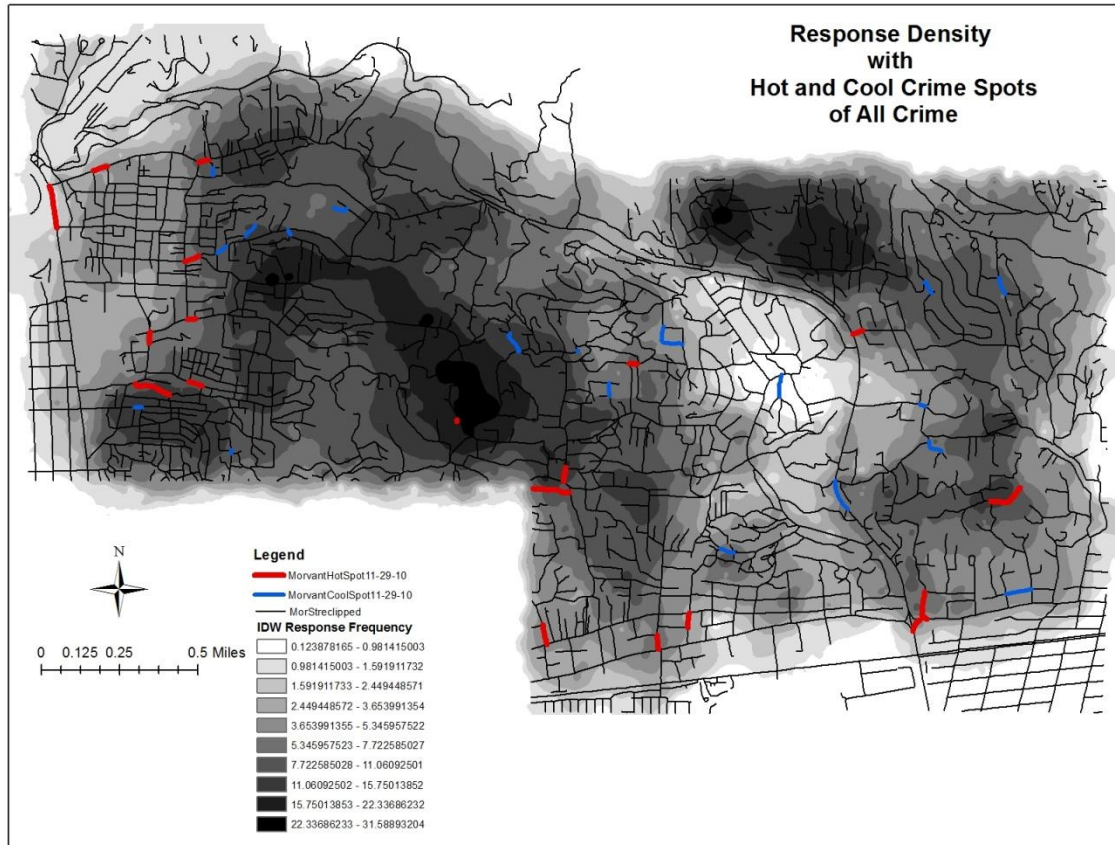 Response Density
with
Hot and Cool Crime Spots
of All Crime
N
0 0.125 0.25 0.5 Miles
Legend
MorvantHotSpot11-29-10
MorvantCoolSpot11-29-10
MorStreclipped
IDW Response Frequency
0.123878165 - 0.981415003
0.981415003 - 1.591911732
1.591911733 - 2.449448571
2.449448572 - 3.653991354
3.653991355 - 5.345957522
5.345957523 - 7.722585027
7.722585028 - 11.06092501
11.06092502 - 15.75013852
15.75013853 - 22.33686232
22.33686233 - 31.58893204